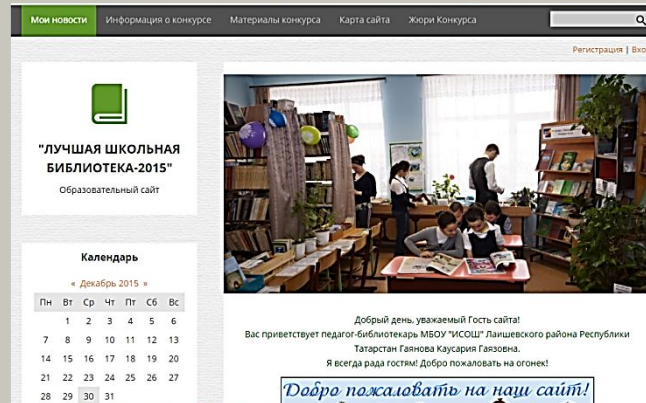 Мои новости Информация о конкурсе Материалы конкурса Карта сайта Жюри Конкурса
Регистрация | Вхо
"ЛУЧШАЯ ШКОЛЬНАЯ
БИБЛИОТЕКА-2015"
Образовательный сайт
Календарь
« Декабрь 2015 »
Пн Вт Ср Чт Пт Сб Вс
1 2 3 4 5 6
7 8 9 10 11 12 13
14 15 16 17 18 19 20
21 22 23 24 25 26 27
28 29 30 31
Добрый день, уважаемый Гость сайта!
Вас приветствует педагог-библиотекарь МБОУ "ИСОШ" Лаишевского района Республики
Татарстан Гаянова Каусария Гаязовна.
Я всегда рада гостям! Добро пожаловать на огонек!
Добро пожаловать на наш сайт!